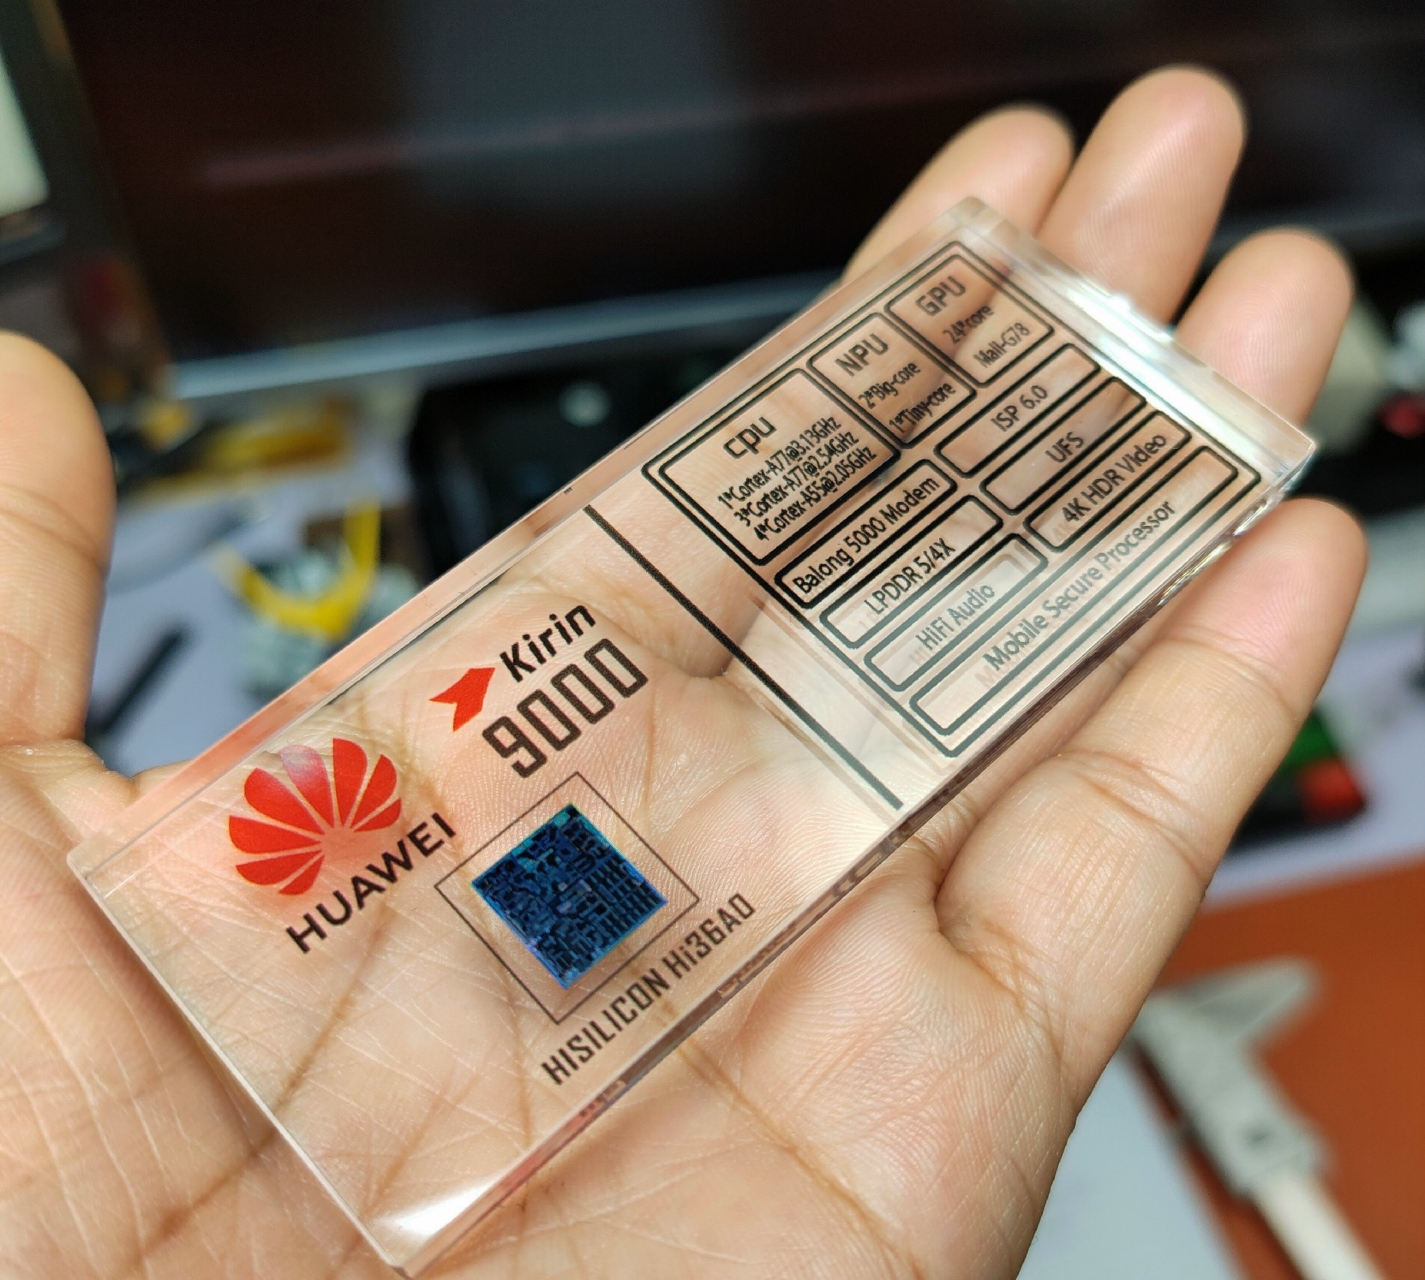 HUAWEI
Kirin
9000
HISILICON Hi36A0
cpu
1*Cortex-A77@3.13GHz
3*Cortex-A77@2.54GHz
4*Cortex-A55@2.05GHz
NPU
2*Big-core
1*Tiny-core
GPU
24*core
Mali-G78
Balong 5000 Modem
ISP 6.0
LPDDR 5/4X
UFS
HiFi Audio
4K HDR Video
Mobile Secure Processor